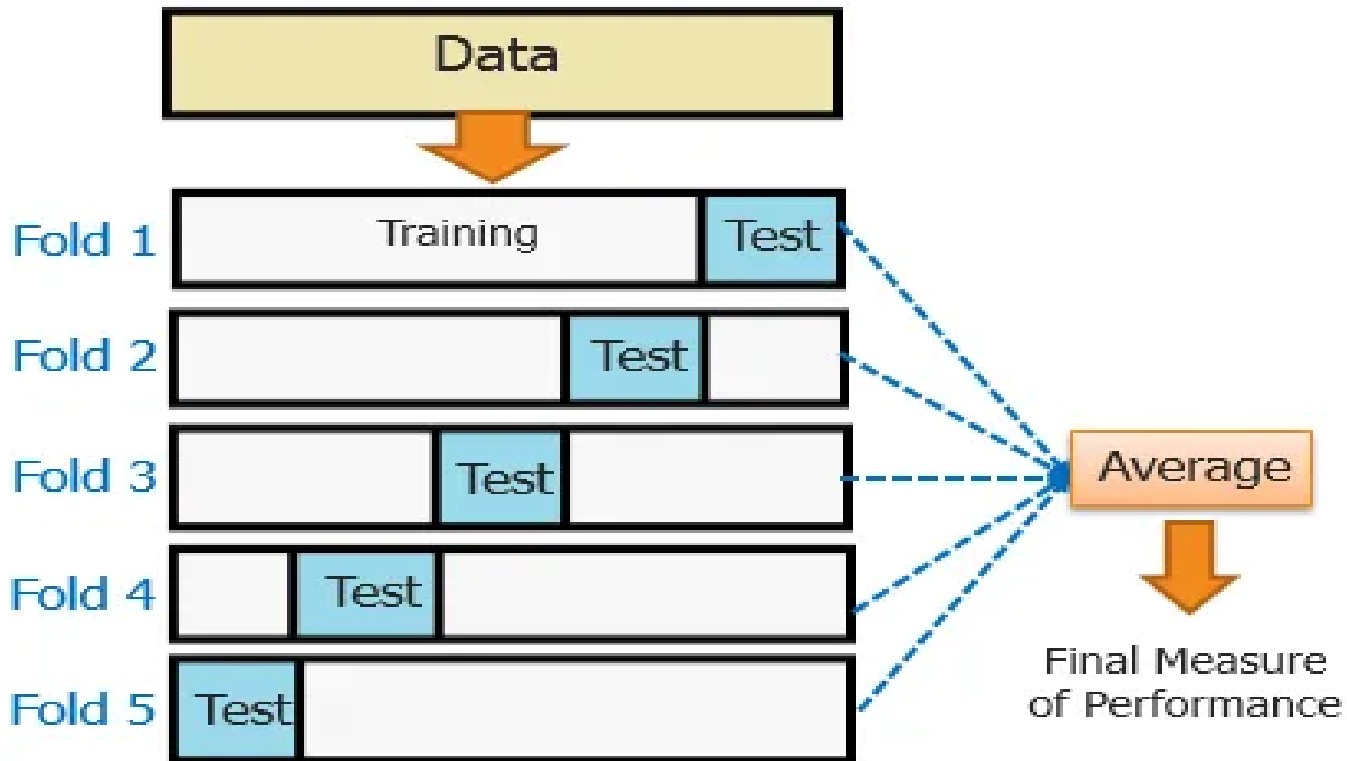 Data
Fold 1 Training Test
Fold 2 Test
Fold 3 Test
Average
Fold 4 Test
Final Measure
of Performance
Fold 5 Test